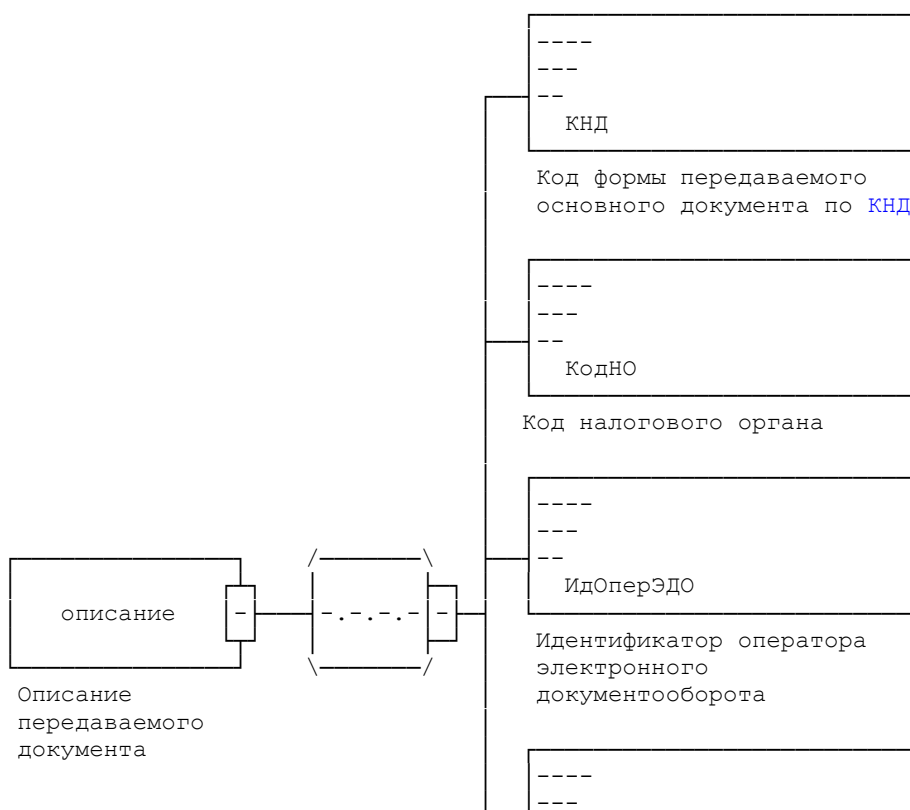 ----
---
--
КНД
Код формы передаваемого
основного документа по КНД
----
---
--
КодНО
Код налогового органа
----
---
--
ИдОперЭДО
Идентификатор оператора
электронного
документооборота
описание
-
-.-.-.-
-
Описание
передаваемого
документа
----
---